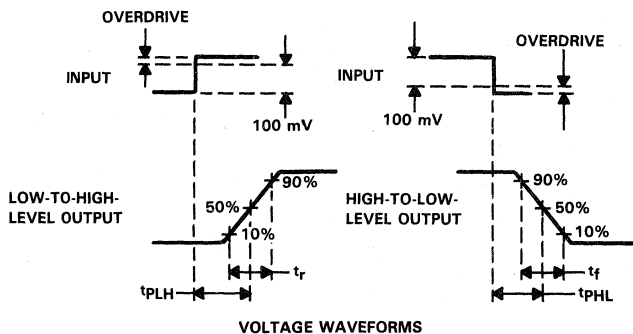 OVERDRIVE
INPUT
100 mV
LOW-TO-HIGH-
LEVEL OUTPUT
90%
50%
10%
tr
tPLH
OVERDRIVE
INPUT
100 mV
HIGH-TO-LOW-
LEVEL OUTPUT
90%
50%
10%
tf
tPHL
VOLTAGE WAVEFORMS